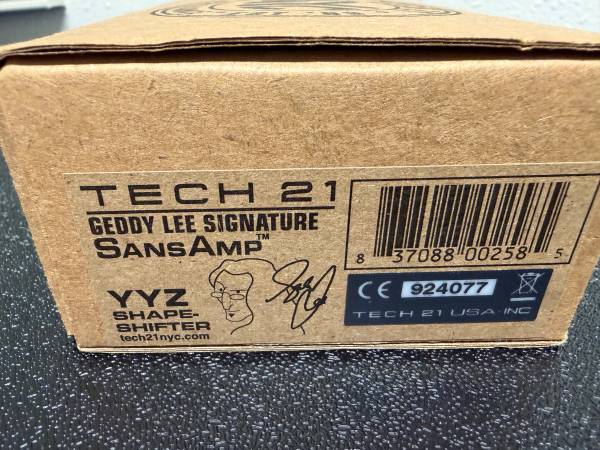 TECH 21
GEDDY LEE SIGNATURE
SANSAMP™
YYZ
SHAPE-
SHIFTER
tech21nyc.com
8 37088 00258 5
CE 924077
TECH 21 USA INC